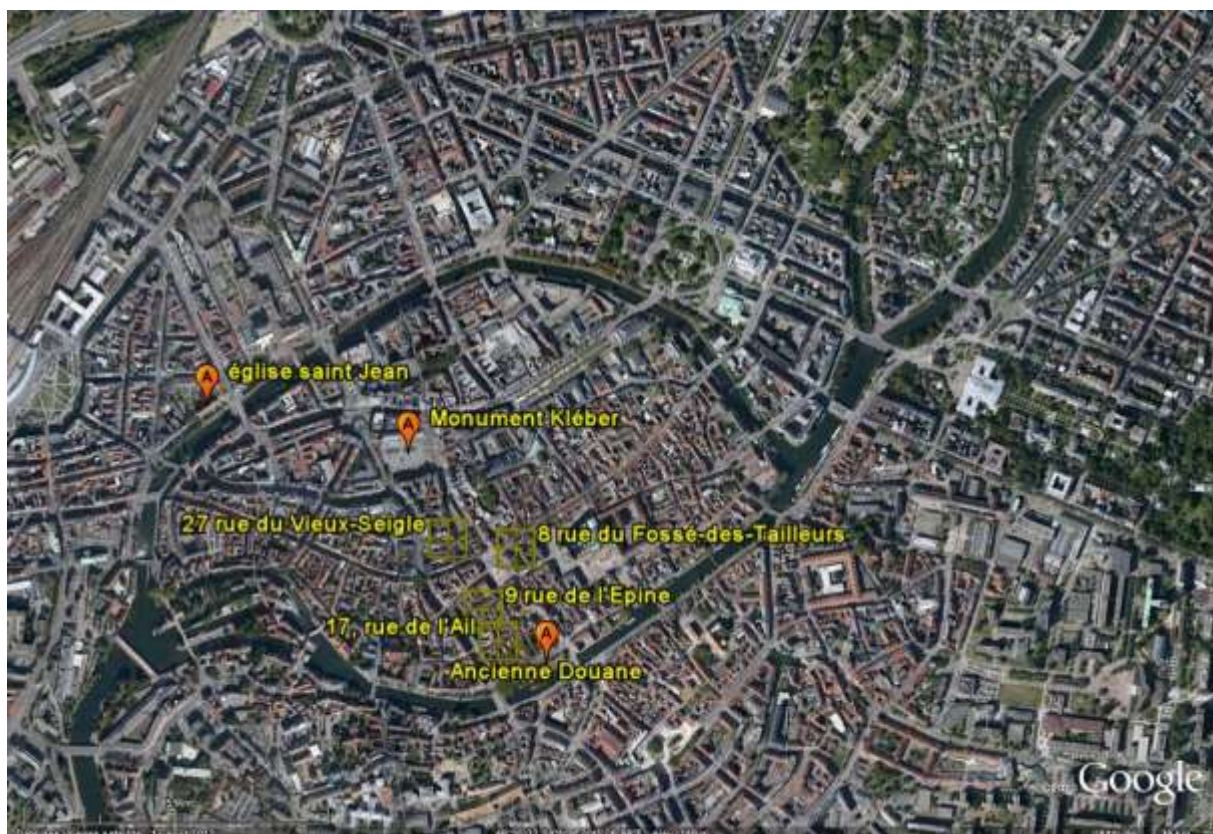 église saint Jean
Monument Kléber
27 rue du Vieux-Seigle
8 rue du Fossé-des-Tailleurs
9 rue de l'Epine
17, rue de l'Ail
Ancienne Douane
Google
A
A
A